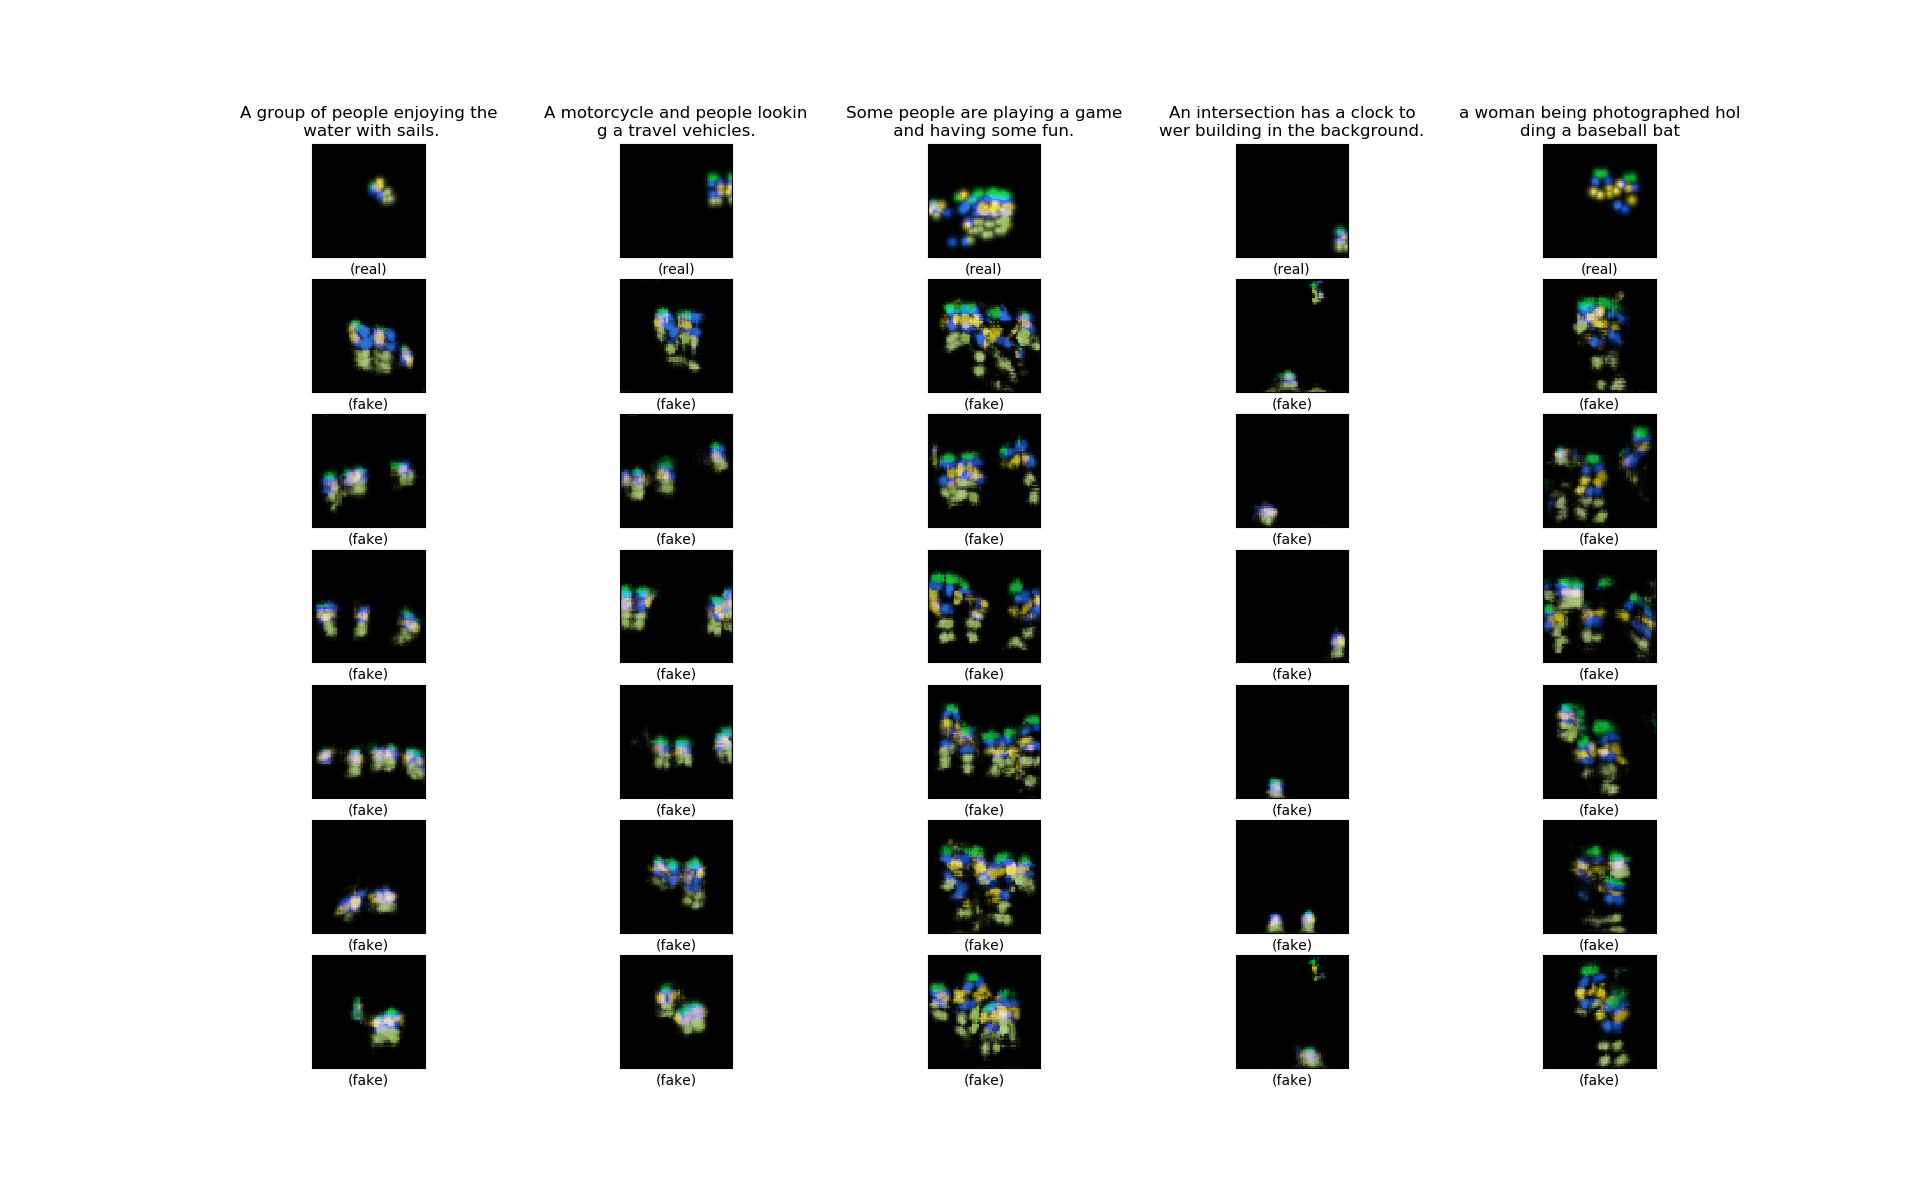 A group of people enjoying the
water with sails.
A motorcycle and people lookin
g a travel vehicles.
Some people are playing a game
and having some fun.
An intersection has a clock to
wer building in the background.
a woman being photographed hol
ding a baseball bat
(real) (real) (real) (real) (real)
(fake) (fake) (fake) (fake) (fake)
(fake) (fake) (fake) (fake) (fake)
(fake) (fake) (fake) (fake) (fake)
(fake) (fake) (fake) (fake) (fake)
(fake) (fake) (fake) (fake) (fake)
(fake) (fake) (fake) (fake) (fake)